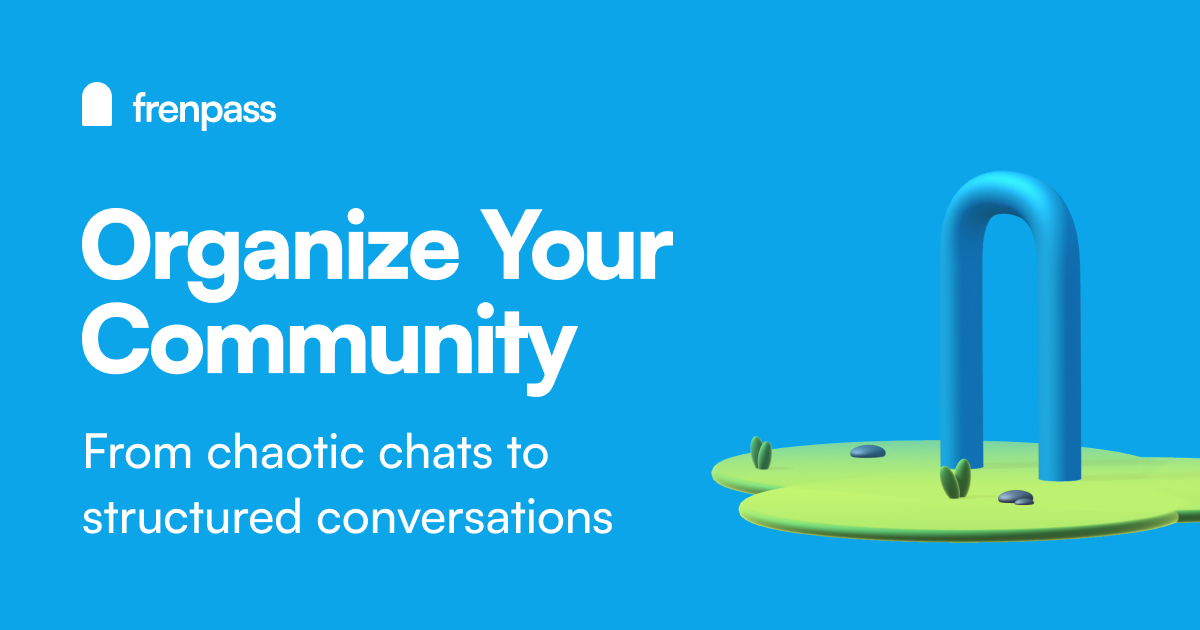 frenpass
Organize Your
Community
From chaotic chats to
structured conversations